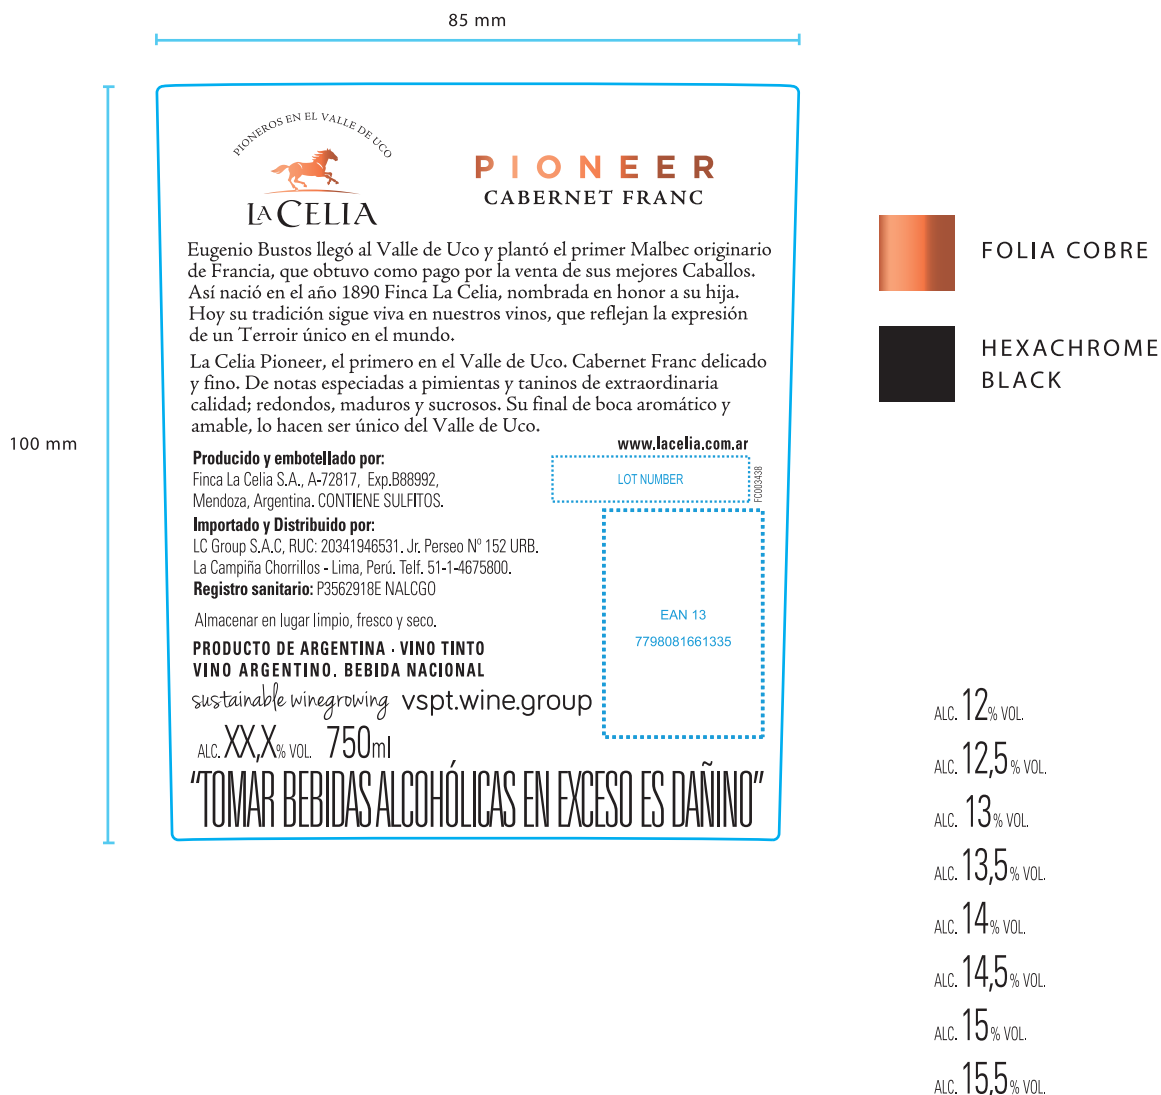 85 mm
100 mm
PIONEROS EN EL VALLE DE UCO
LA CELIA
PIONEER
CABERNET FRANC
Eugenio Bustos llegó al Valle de Uco y plantó el primer Malbec originario
de Francia, que obtuvo como pago por la venta de sus mejores Caballos.
Así nació en el año 1890 Finca La Celia, nombrada en honor a su hija.
Hoy su tradición sigue viva en nuestros vinos, que reflejan la expresión
de un Terroir único en el mundo.
La Celia Pioneer, el primero en el Valle de Uco. Cabernet Franc delicado
y fino. De notas especiadas a pimientas y taninos de extraordinaria
calidad; redondos, maduros y sucrosos. Su final de boca aromático y
amable, lo hacen ser único del Valle de Uco.
www.lacelia.com.ar
Producido y embotellado por:
Finca La Celia S.A., A-72817, Exp.B88992,
Mendoza, Argentina. CONTIENE SULFITOS.
LOT NUMBER
FC003438
Importado y Distribuido por:
LC Group S.A.C, RUC: 20341946531. Jr. Perseo Nº 152 URB.
La Campiña Chorrillos - Lima, Perú. Telf. 51-1-4675800.
Registro sanitario: P3562918E NALCGO
Almacenar en lugar limpio, fresco y seco.
EAN 13
7798081661335
PRODUCTO DE ARGENTINA · VINO TINTO
VINO ARGENTINO. BEBIDA NACIONAL
sustainable winegrowing vspt.wine.group
ALC. XX,X% VOL. 750ml
“TOMAR BEBIDAS ALCOHÓLICAS EN EXCESO ES DAÑINO”
FOLIA COBRE
HEXACHROME
BLACK
ALC. 12% VOL.
ALC. 12,5% VOL.
ALC. 13% VOL.
ALC. 13,5% VOL.
ALC. 14% VOL.
ALC. 14,5% VOL.
ALC. 15% VOL.
ALC. 15,5% VOL.